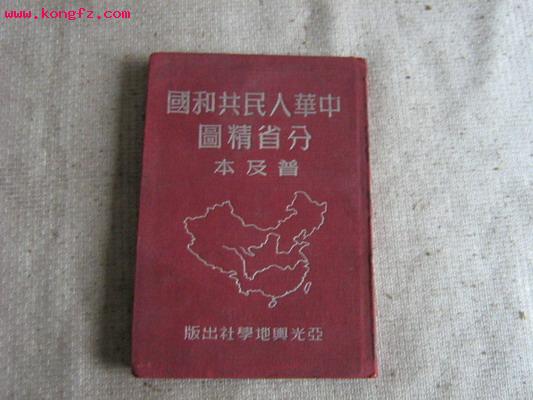 www.kongfz.com
中華人民共和國
分省精圖
普及本
亞光輿地學社出版